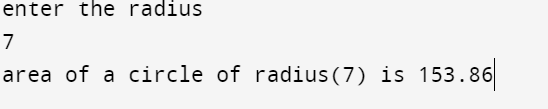 enter the radius
7
area of a circle of radius(7) is 153.86